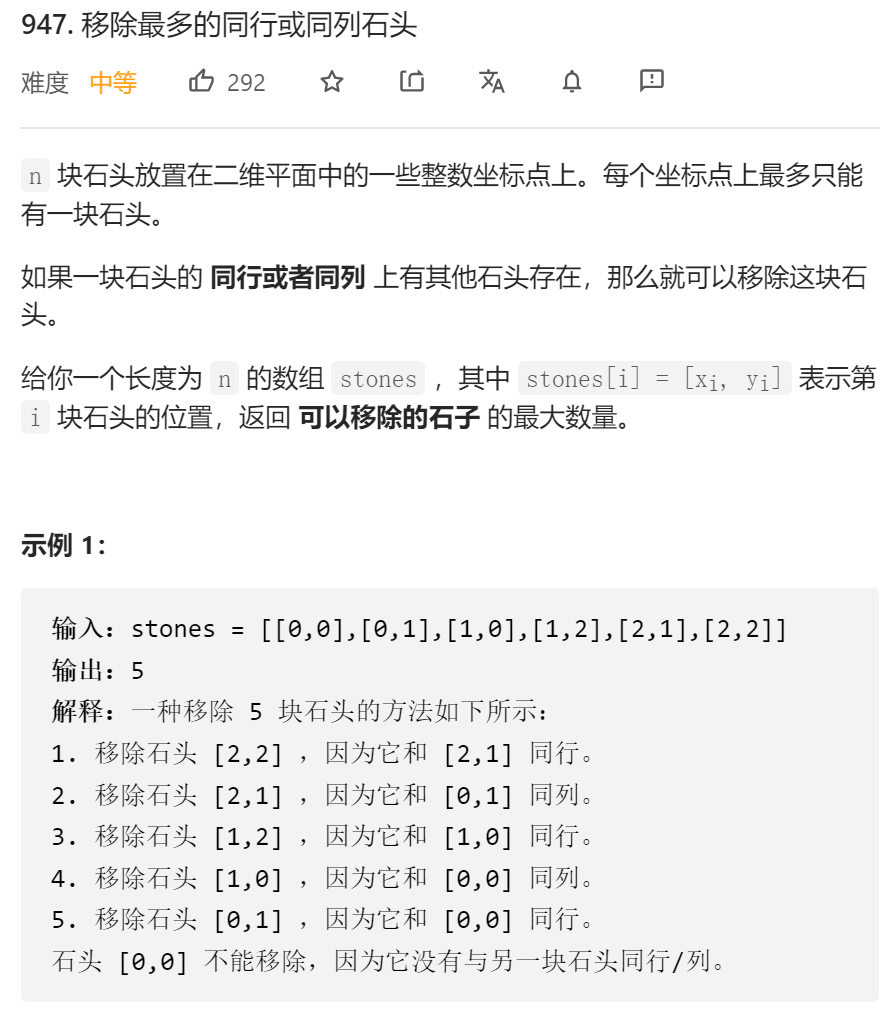 947. 移除最多的同行或同列石头
难度 中等 292
n 块石头放置在二维平面中的一些整数坐标点上。每个坐标点上最多只能
有一块石头。
如果一块石头的 同行或者同列 上有其他石头存在，那么就可以移除这块石
头。
给你一个长度为 n 的数组 stones ，其中 stones[i] = [xi, yi] 表示第
i 块石头的位置，返回 可以移除的石子 的最大数量。
示例 1：
输入：stones = [[0,0],[0,1],[1,0],[1,2],[2,1],[2,2]]
输出：5
解释：一种移除 5 块石头的方法如下所示：
1. 移除石头 [2,2] ，因为它和 [2,1] 同行。
2. 移除石头 [2,1] ，因为它和 [0,1] 同列。
3. 移除石头 [1,2] ，因为它和 [1,0] 同行。
4. 移除石头 [1,0] ，因为它和 [0,0] 同列。
5. 移除石头 [0,1] ，因为它和 [0,0] 同行。
石头 [0,0] 不能移除，因为它没有与另一块石头同行/列。